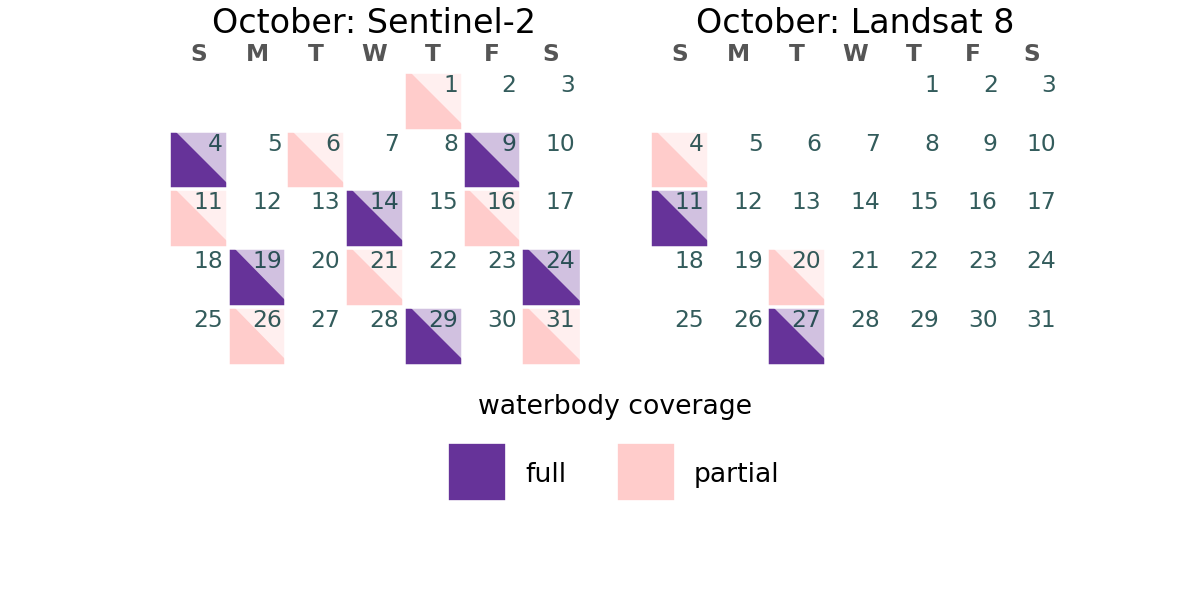 October: Sentinel-2
S M T W T F S
1 2 3
4 5 6 7 8 9 10
11 12 13 14 15 16 17
18 19 20 21 22 23 24
25 26 27 28 29 30 31
October: Landsat 8
S M T W T F S
1 2 3
4 5 6 7 8 9 10
11 12 13 14 15 16 17
18 19 20 21 22 23 24
25 26 27 28 29 30 31
waterbody coverage
full
partial